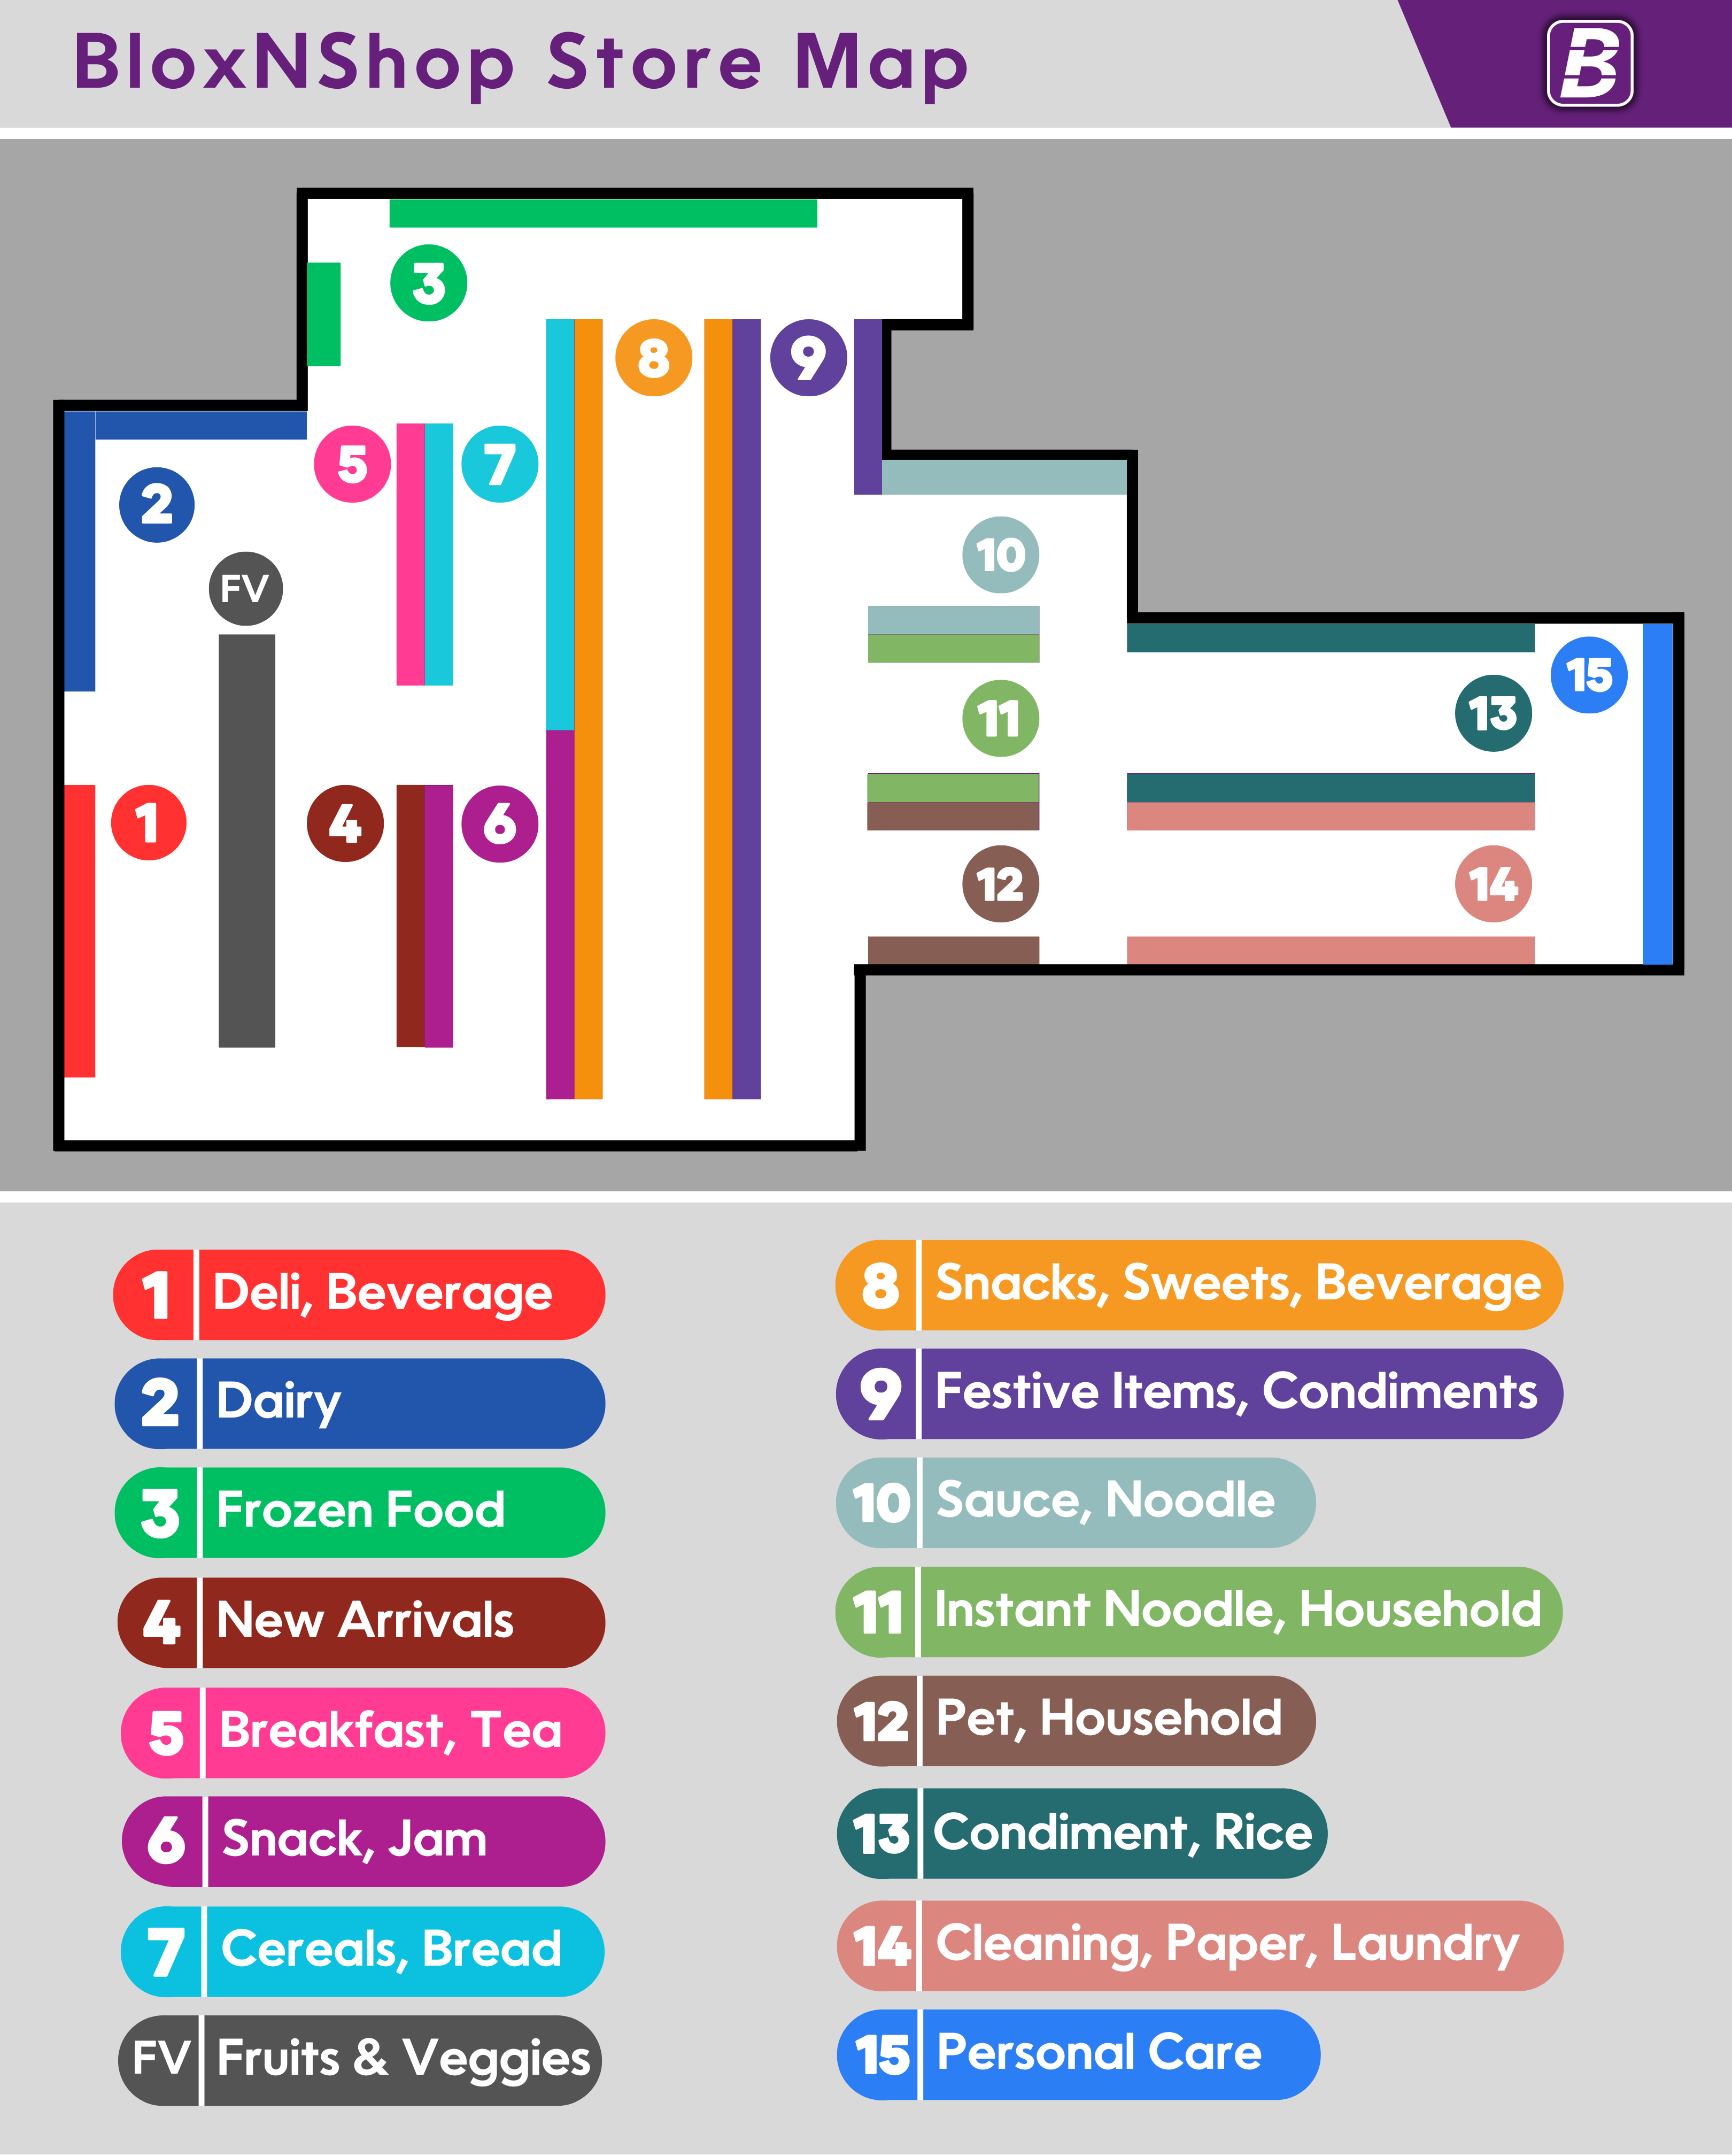 BloxNShop Store Map
B
3
8
9
5
7
2
10
FV
15
13
11
1
4
6
12
14
1 Deli, Beverage
2 Dairy
3 Frozen Food
4 New Arrivals
5 Breakfast, Tea
6 Snack, Jam
7 Cereals, Bread
FV Fruits & Veggies
8 Snacks, Sweets, Beverage
9 Festive Items, Condiments
10 Sauce, Noodle
11 Instant Noodle, Household
12 Pet, Household
13 Condiment, Rice
14 Cleaning, Paper, Laundry
15 Personal Care